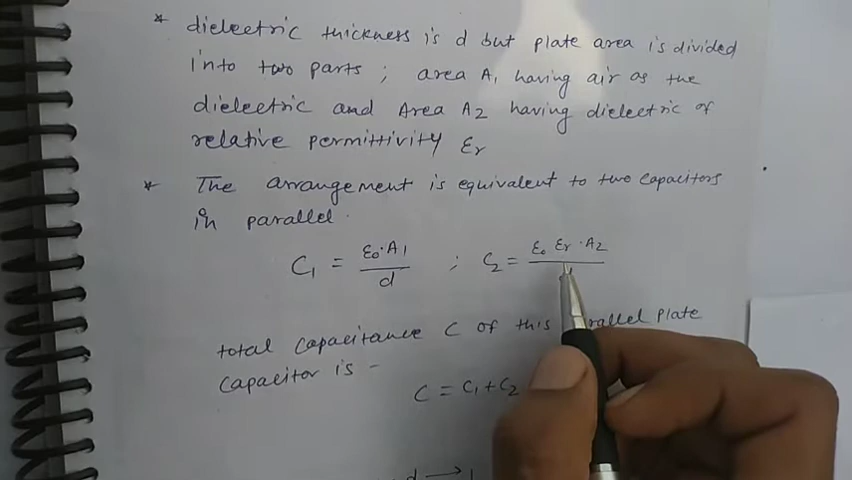 * dielectric thickness is d but plate area is divided
into two parts ; area A1 having air as the
dielectric and Area A2 having dielectric of
relative permittivity εr
* The arrangement is equivalent to two capacitors
in parallel.
C1 = ε0·A1 / d ; C2 = ε0 εr·A2 /
total capacitance C of this parallel plate
capacitor is -
C = C1 + C2
d →